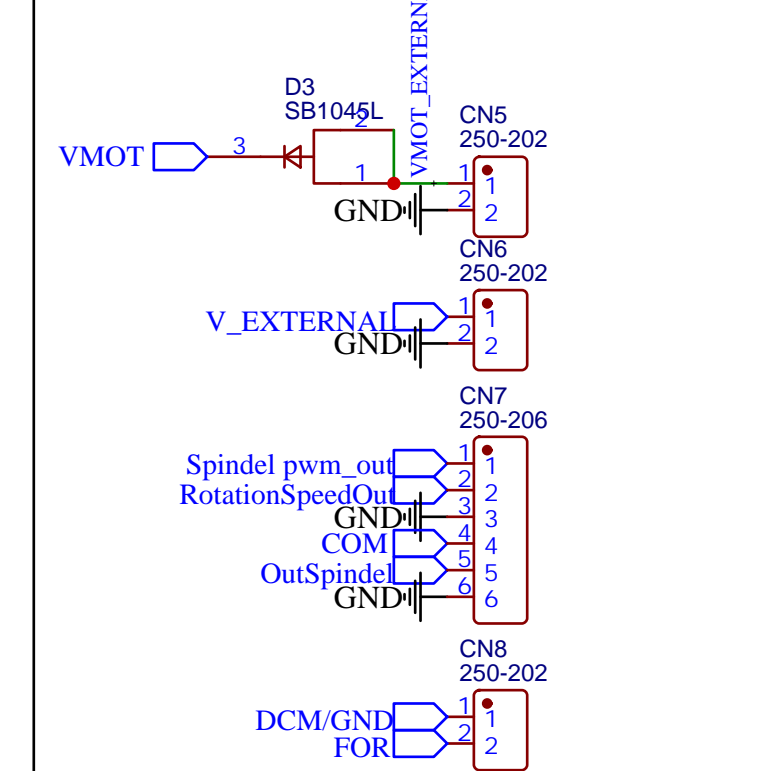 VMOT_EXTERN
D3
SB1045L
2
CN5
250-202
VMOT
3
1
1
1
GND
2
2
CN6
250-202
V_EXTERNAL
1
1
GND
2
2
CN7
250-206
Spindel pwm_out
1
1
RotationSpeedOut
2
2
GND
3
3
COM
4
4
OutSpindel
5
5
GND
6
6
CN8
250-202
DCM/GND
1
1
FOR
2
2